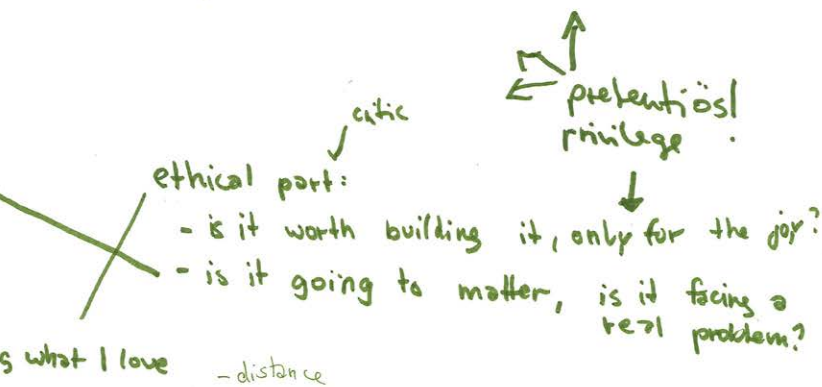 critic
pretentiös!
privilege
ethical part:
- is it worth building it, only for the joy?
- is it going to matter, is it facing a
real problem?
s what I love
- distance